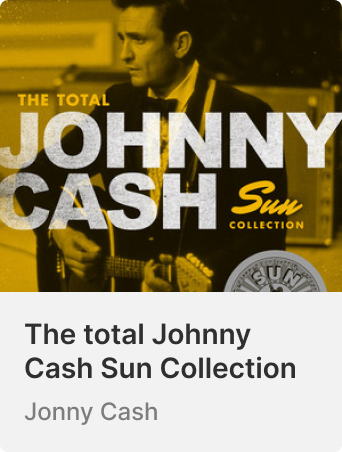 THE TOTAL
JOHNNY
CASH Sun
COLLECTION
SUN
The total Johnny
Cash Sun Collection
Jonny Cash